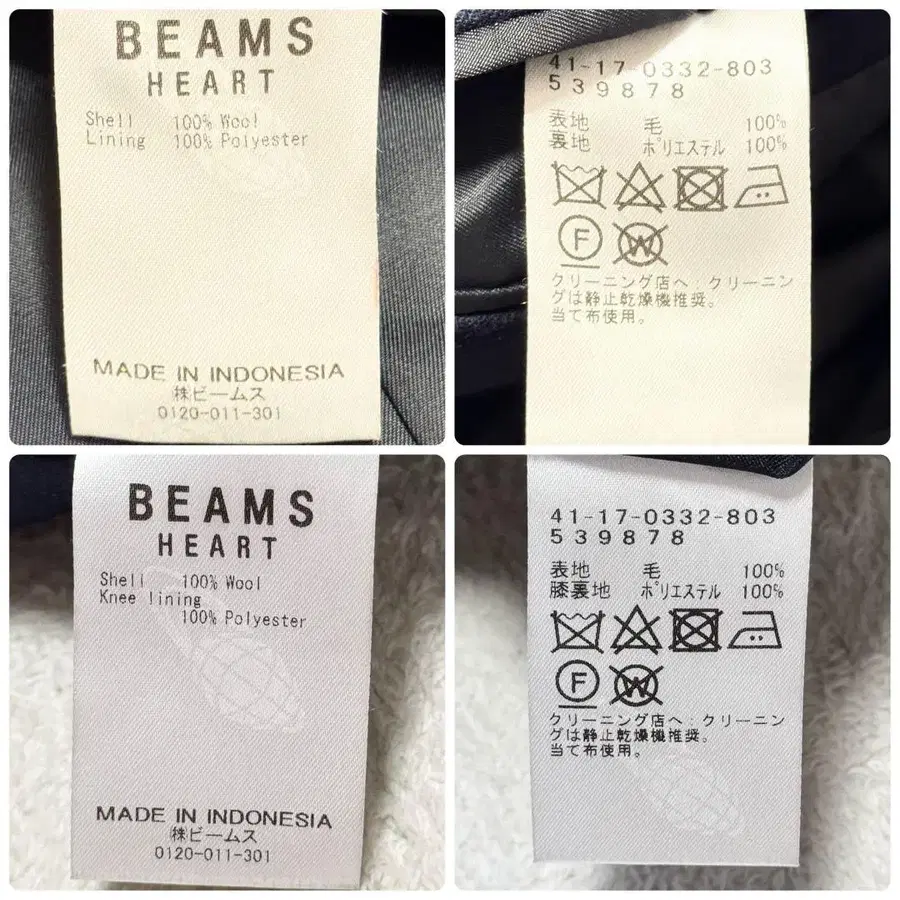 BEAMS
HEART
Shell 100% Wool
Lining 100% Polyester
MADE IN INDONESIA
㈱ビームス
0120-011-301
41-17-0332-803
539878
表地 毛 100%
裏地 ポリエステル 100%
F
W
クリーニング店へ:クリーニン
グは静止乾燥機推奨。
当て布使用。
BEAMS
HEART
Shell 100% Wool
Knee lining
100% Polyester
MADE IN INDONESIA
㈱ビームス
0120-011-301
41-17-0332-803
539878
表地 毛 100%
膝裏地 ポリエステル 100%
F
W
クリーニング店へ:クリーニン
グは静止乾燥機推奨。
当て布使用。